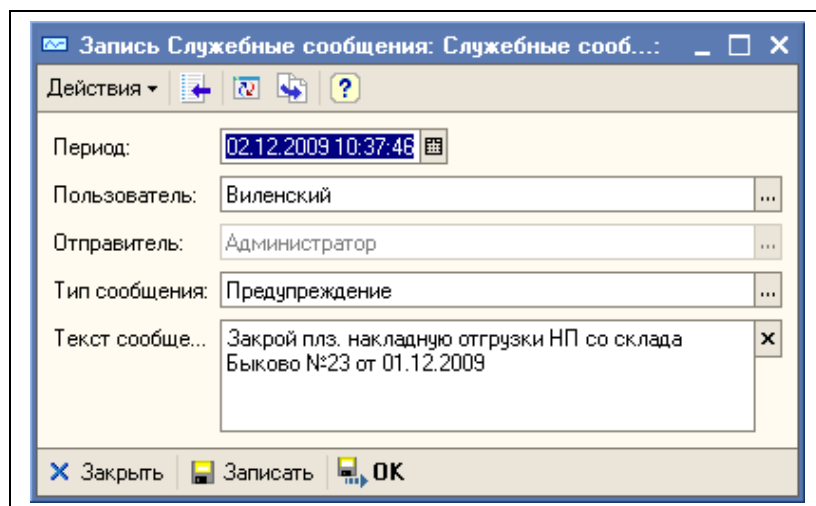 Запись Служебные сообщения: Служебные сооб...:
Действия
Период: 02.12.2009 10:37:46
Пользователь: Виленский ...
Отправитель: Администратор ...
Тип сообщения: Предупреждение ...
Текст сообще... Закрой плз. накладную отгрузки НП со склада
Быково №23 от 01.12.2009
Закрыть Записать OK